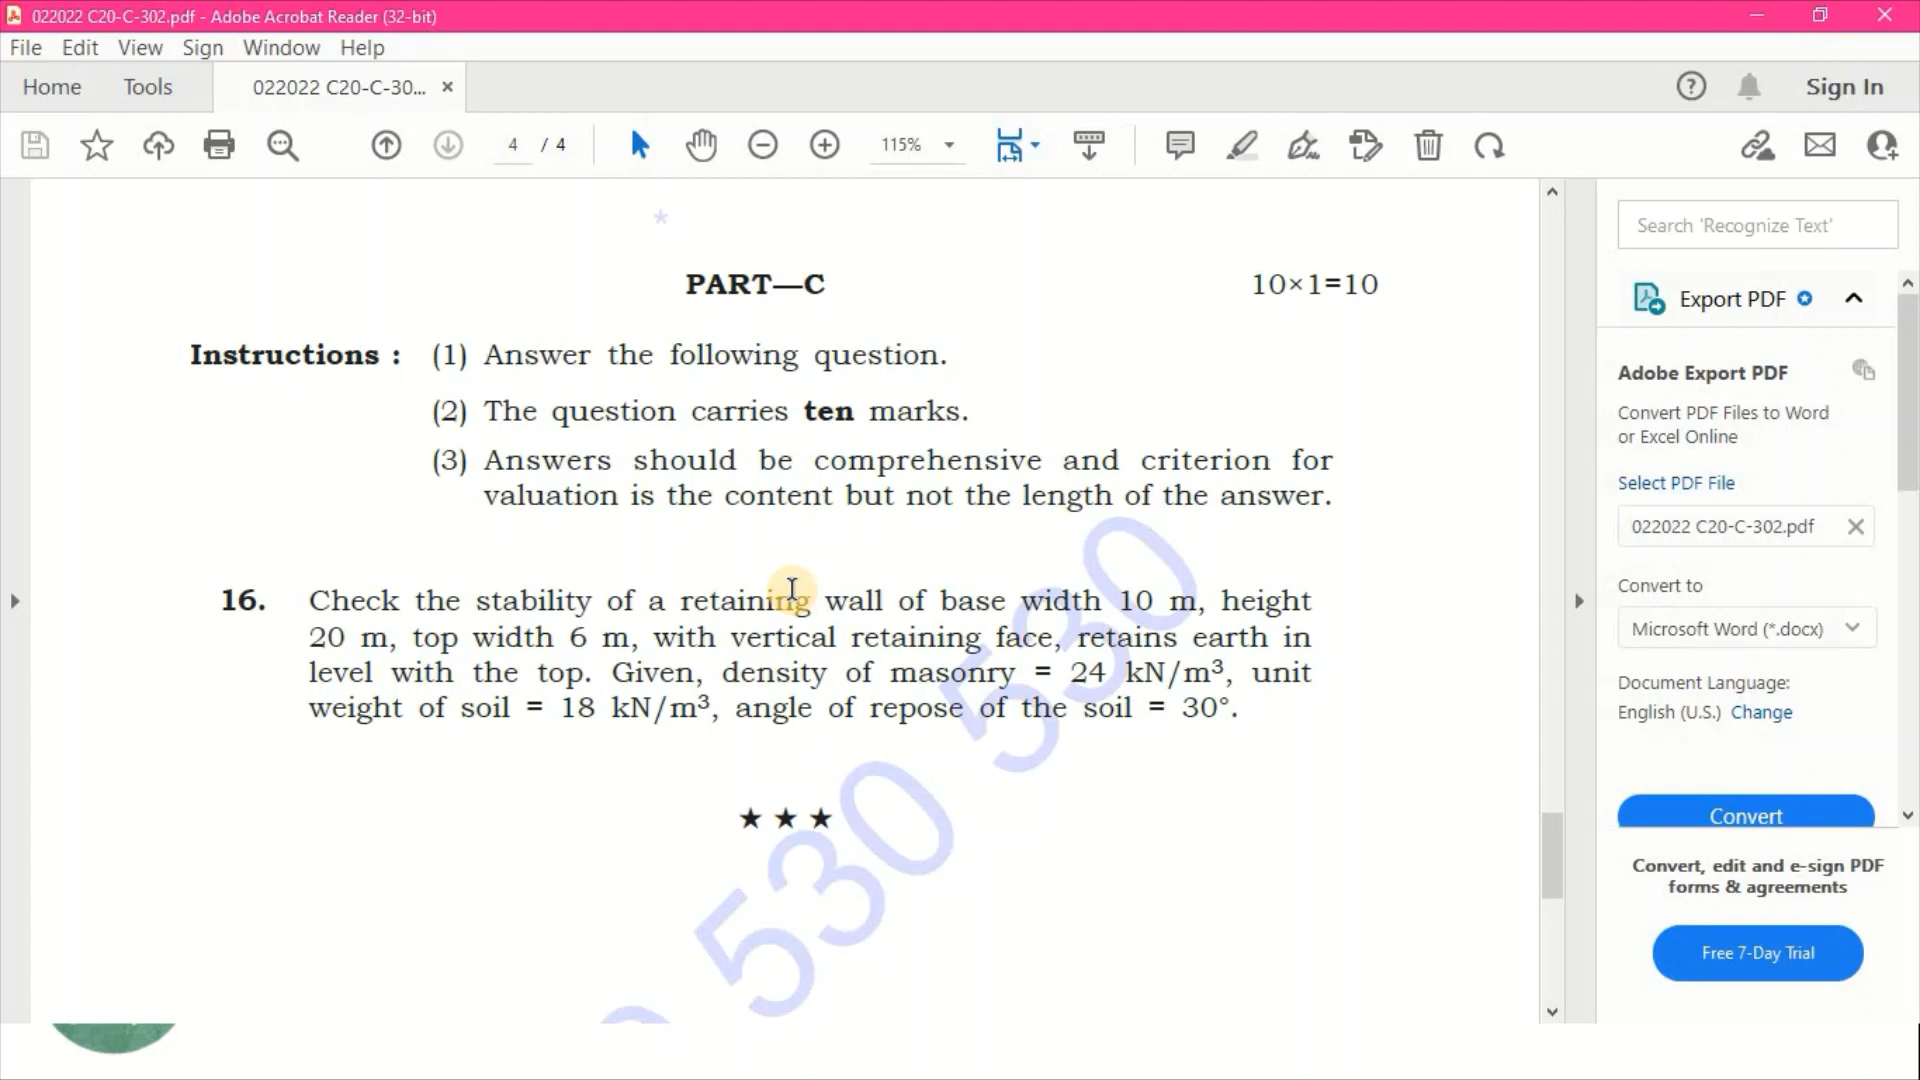 022022 C20-C-302.pdf - Adobe Acrobat Reader (32-bit)
File Edit View Sign Window Help
Home Tools 022022 C20-C-30... × Sign In
4 / 4 115%
*
PART—C 10×1=10
Instructions : (1) Answer the following question.
(2) The question carries ten marks.
(3) Answers should be comprehensive and criterion for
valuation is the content but not the length of the answer.
16. Check the stability of a retaining wall of base width 10 m, height
20 m, top width 6 m, with vertical retaining face, retains earth in
level with the top. Given, density of masonry = 24 kN/m³, unit
weight of soil = 18 kN/m³, angle of repose of the soil = 30°.
★ ★ ★
530 530
Search 'Recognize Text'
Export PDF
Adobe Export PDF
Convert PDF Files to Word
or Excel Online
Select PDF File
022022 C20-C-302.pdf
Convert to
Microsoft Word (*.docx)
Document Language:
English (U.S.) Change
Convert
Convert, edit and e-sign PDF
forms & agreements
Free 7-Day Trial